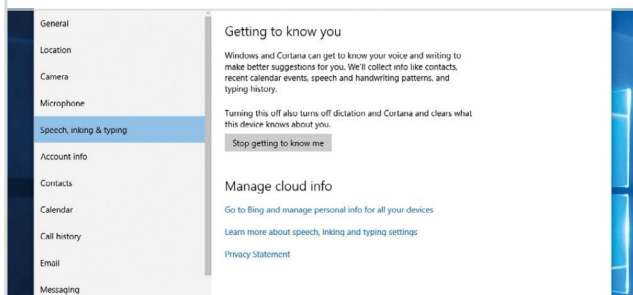 General
Location
Camera
Microphone
Speech, inking & typing
Account info
Contacts
Calendar
Call history
Email
Messaging
Getting to know you
Windows and Cortana can get to know your voice and writing to
make better suggestions for you. We'll collect info like contacts,
recent calendar events, speech and handwriting patterns, and
typing history.
Turning this off also turns off dictation and Cortana and clears what
this device knows about you.
Stop getting to know me
Manage cloud info
Go to Bing and manage personal info for all your devices
Learn more about speech, inking and typing settings
Privacy Statement